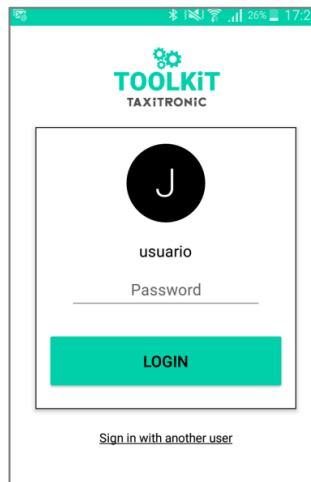 26% 17:2
TOOLKiT
TAXiTRONiC
J
usuario
Password
LOGIN
Sign in with another user